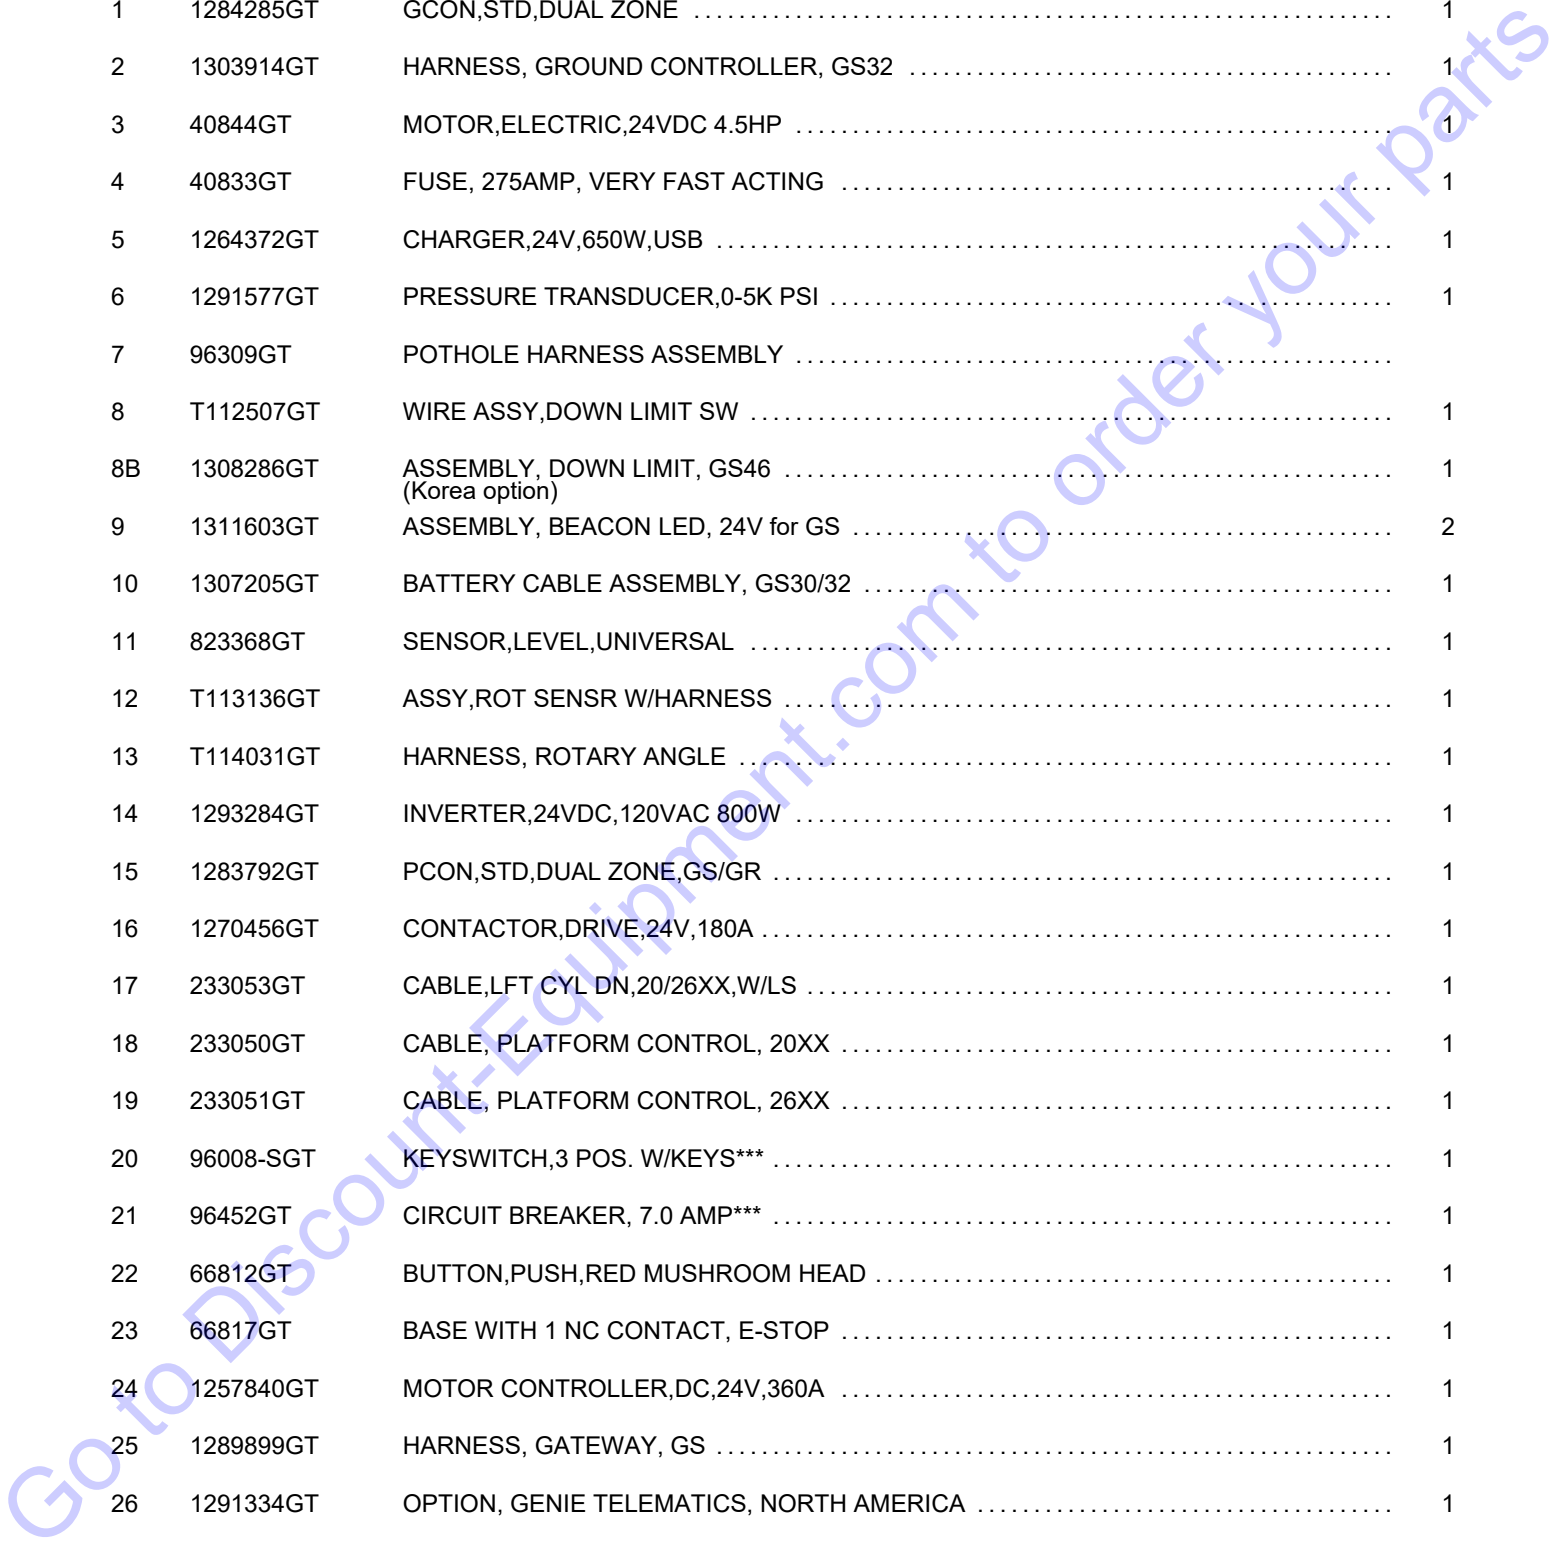 1 1284285GT GCON,STD,DUAL ZONE ........................................ 1
2 1303914GT HARNESS, GROUND CONTROLLER, GS32 ........................................ 1
3 40844GT MOTOR,ELECTRIC,24VDC 4.5HP ........................................ 1
4 40833GT FUSE, 275AMP, VERY FAST ACTING ........................................ 1
5 1264372GT CHARGER,24V,650W,USB ........................................ 1
6 1291577GT PRESSURE TRANSDUCER,0-5K PSI ........................................ 1
7 96309GT POTHOLE HARNESS ASSEMBLY ........................................
8 T112507GT WIRE ASSY,DOWN LIMIT SW ........................................ 1
8B 1308286GT ASSEMBLY, DOWN LIMIT, GS46 ........................................ 1
(Korea option)
9 1311603GT ASSEMBLY, BEACON LED, 24V for GS ........................................ 2
10 1307205GT BATTERY CABLE ASSEMBLY, GS30/32 ........................................ 1
11 823368GT SENSOR,LEVEL,UNIVERSAL ........................................ 1
12 T113136GT ASSY,ROT SENSR W/HARNESS ........................................ 1
13 T114031GT HARNESS, ROTARY ANGLE ........................................ 1
14 1293284GT INVERTER,24VDC,120VAC 800W ........................................ 1
15 1283792GT PCON,STD,DUAL ZONE,GS/GR ........................................ 1
16 1270456GT CONTACTOR,DRIVE,24V,180A ........................................ 1
17 233053GT CABLE,LFT CYL DN,20/26XX,W/LS ........................................ 1
18 233050GT CABLE, PLATFORM CONTROL, 20XX ........................................ 1
19 233051GT CABLE, PLATFORM CONTROL, 26XX ........................................ 1
20 96008-SGT KEYSWITCH,3 POS. W/KEYS*** ........................................ 1
21 96452GT CIRCUIT BREAKER, 7.0 AMP*** ........................................ 1
22 66812GT BUTTON,PUSH,RED MUSHROOM HEAD ........................................ 1
23 66817GT BASE WITH 1 NC CONTACT, E-STOP ........................................ 1
24 1257840GT MOTOR CONTROLLER,DC,24V,360A ........................................ 1
25 1289899GT HARNESS, GATEWAY, GS ........................................ 1
26 1291334GT OPTION, GENIE TELEMATICS, NORTH AMERICA ........................................ 1
Go to Discount-Equipment.com to order your parts